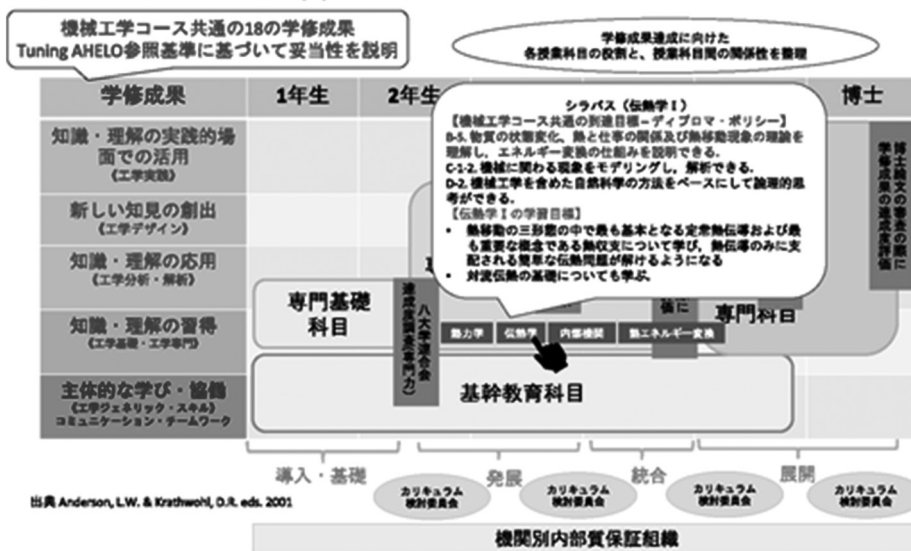 機械工学コース共通の18の学修成果
Tuning AHELO参照基準に基づいて妥当性を説明
学修成果達成に向けた
各授業科目の役割と、授業科目間の関係性を整理
学修成果
1年生
2年生
博士
シラバス（伝熱学Ⅰ）
【機械工学コース共通の到達目標–ディプロマ・ポリシー】
B-5. 物質の状態変化、熱と仕事の関係及び熱移動現象の理論を
理解し、エネルギー変換の仕組みを説明できる.
C-1-2. 機械に関わる現象をモデリングし，解析できる.
D-2. 機械工学を含めた自然科学の方法をベースにして論理的思
考ができる.
【伝熱学Ⅰの学習目標】
• 熱移動の三形態の中で最も基本となる定常熱伝導および最
も重要な概念である熱収支について学び，熱伝導のみに支
配される簡単な伝熱問題が解けるようになる
• 対流伝熱の基礎についても学ぶ。
知識・理解の実践的場
面での活用
《工学実践》
新しい知見の創出
《工学デザイン》
知識・理解の応用
《工学分析・解析》
知識・理解の習得
《工学基礎・工学専門》
主体的な学び・協働
《工学ジェネリック・スキル》
コミュニケーション・チームワーク
博士論文の審査の際に
学修成果の達成度評価
専門基礎
科目
八大学連合会
達成度調査(専門力)
価に
専門科目
熱力学
伝熱学
内部機関
熱エネルギー変換
基幹教育科目
導入・基礎
発展
統合
展開
出典 Anderson, L.W. & Krathwohl, D.R. eds. 2001
カリキュラム
検討委員会
カリキュラム
検討委員会
カリキュラム
検討委員会
カリキュラム
検討委員会
機関別内部質保証組織